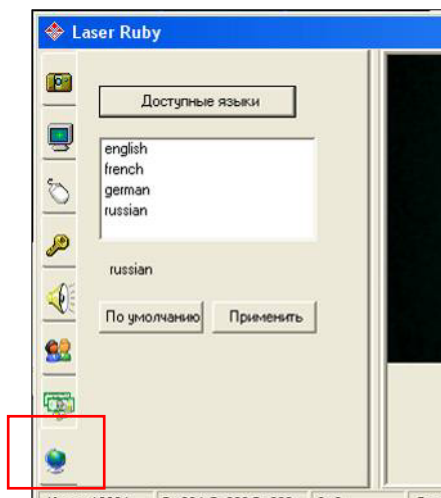 Laser Ruby
Доступные языки
english
french
german
russian
russian
По умолчанию Применить